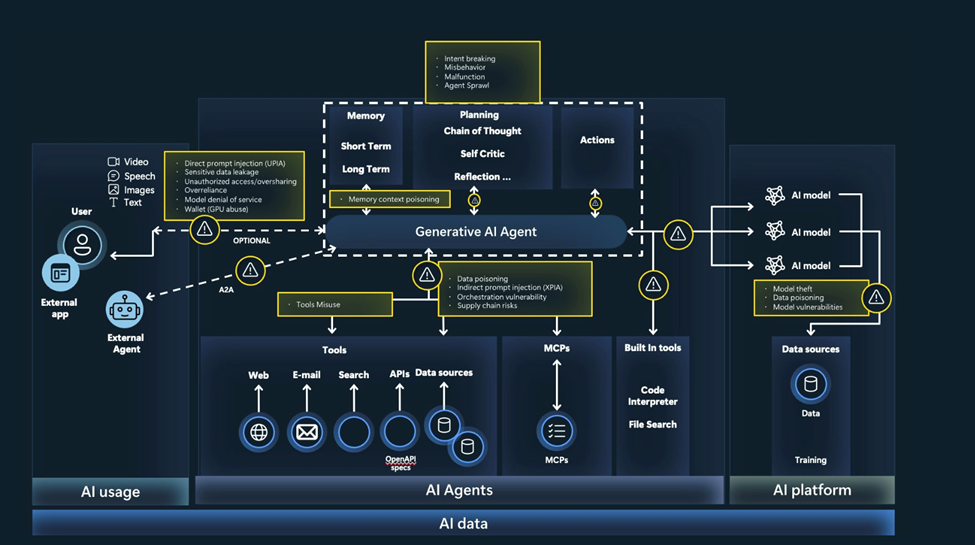 Intent breaking
Misbehavior
Malfunction
Agent Sprawl
Memory
Short Term
Long Term
Planning
Chain of Thought
Self Critic
Reflection ...
Actions
Video
Speech
Images
Text
Direct prompt injection (UPIA)
Sensitive data leakage
Unauthorized access/oversharing
Overreliance
Model denial of service
Wallet (GPU abuse)
Memory context poisoning
User
OPTIONAL
Generative AI Agent
AI model
AI model
AI model
External
app
A2A
External
Agent
Tools Misuse
Data poisoning
Indirect prompt injection (XPIA)
Orchestration vulnerability
Supply chain risks
Model theft
Data poisoning
Model vulnerabilities
Tools
Web
E-mail
Search
APIs
Data sources
OpenAPI
specs
MCPs
MCPs
Built In tools
Code
Interpreter
File Search
Data sources
Data
Training
AI usage
AI Agents
AI platform
AI data